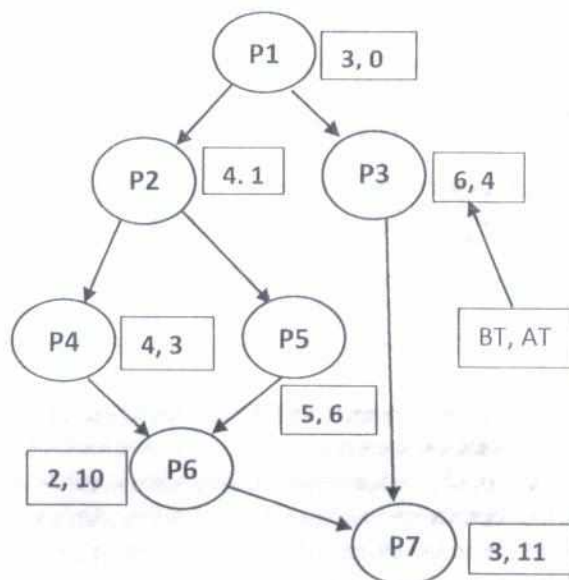 P1 3, 0
P2 4. 1 P3 6, 4
P4 4, 3 P5 BT, AT
5, 6
2, 10 P6
P7 3, 11